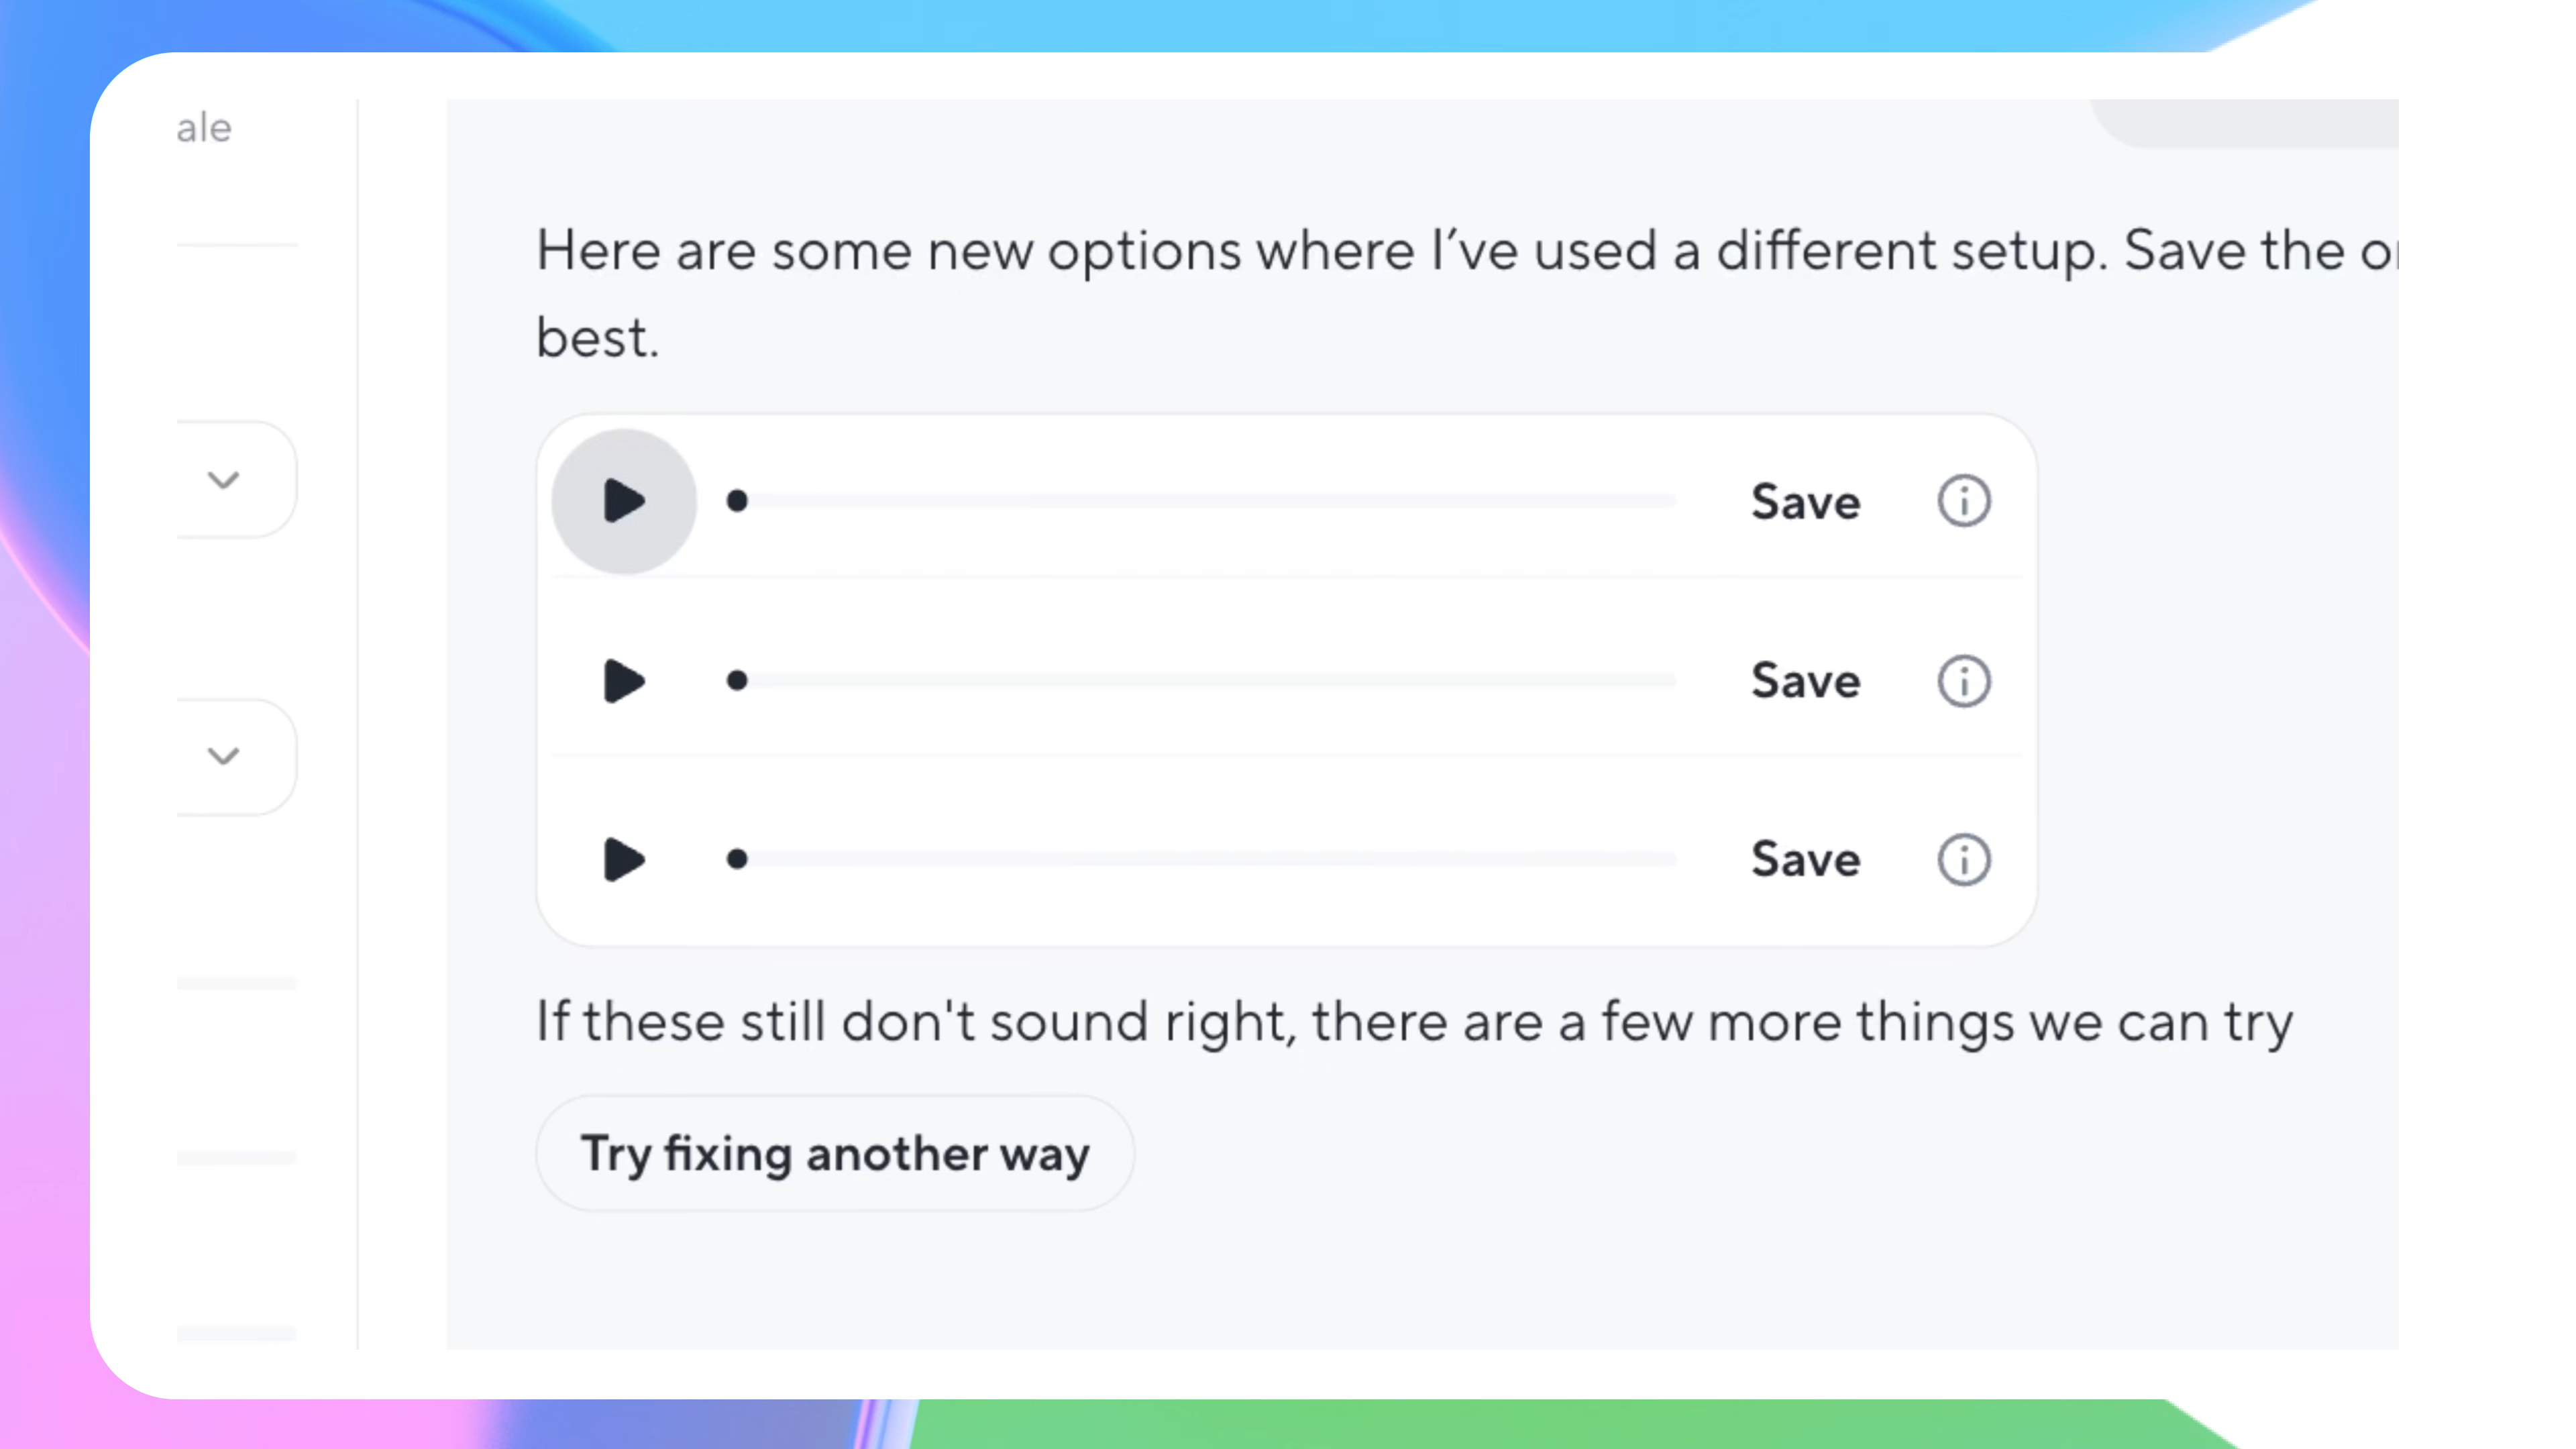 ale
Here are some new options where I’ve used a different setup. Save the
best.
Save
Save
Save
If these still don't sound right, there are a few more things we can try
Try fixing another way